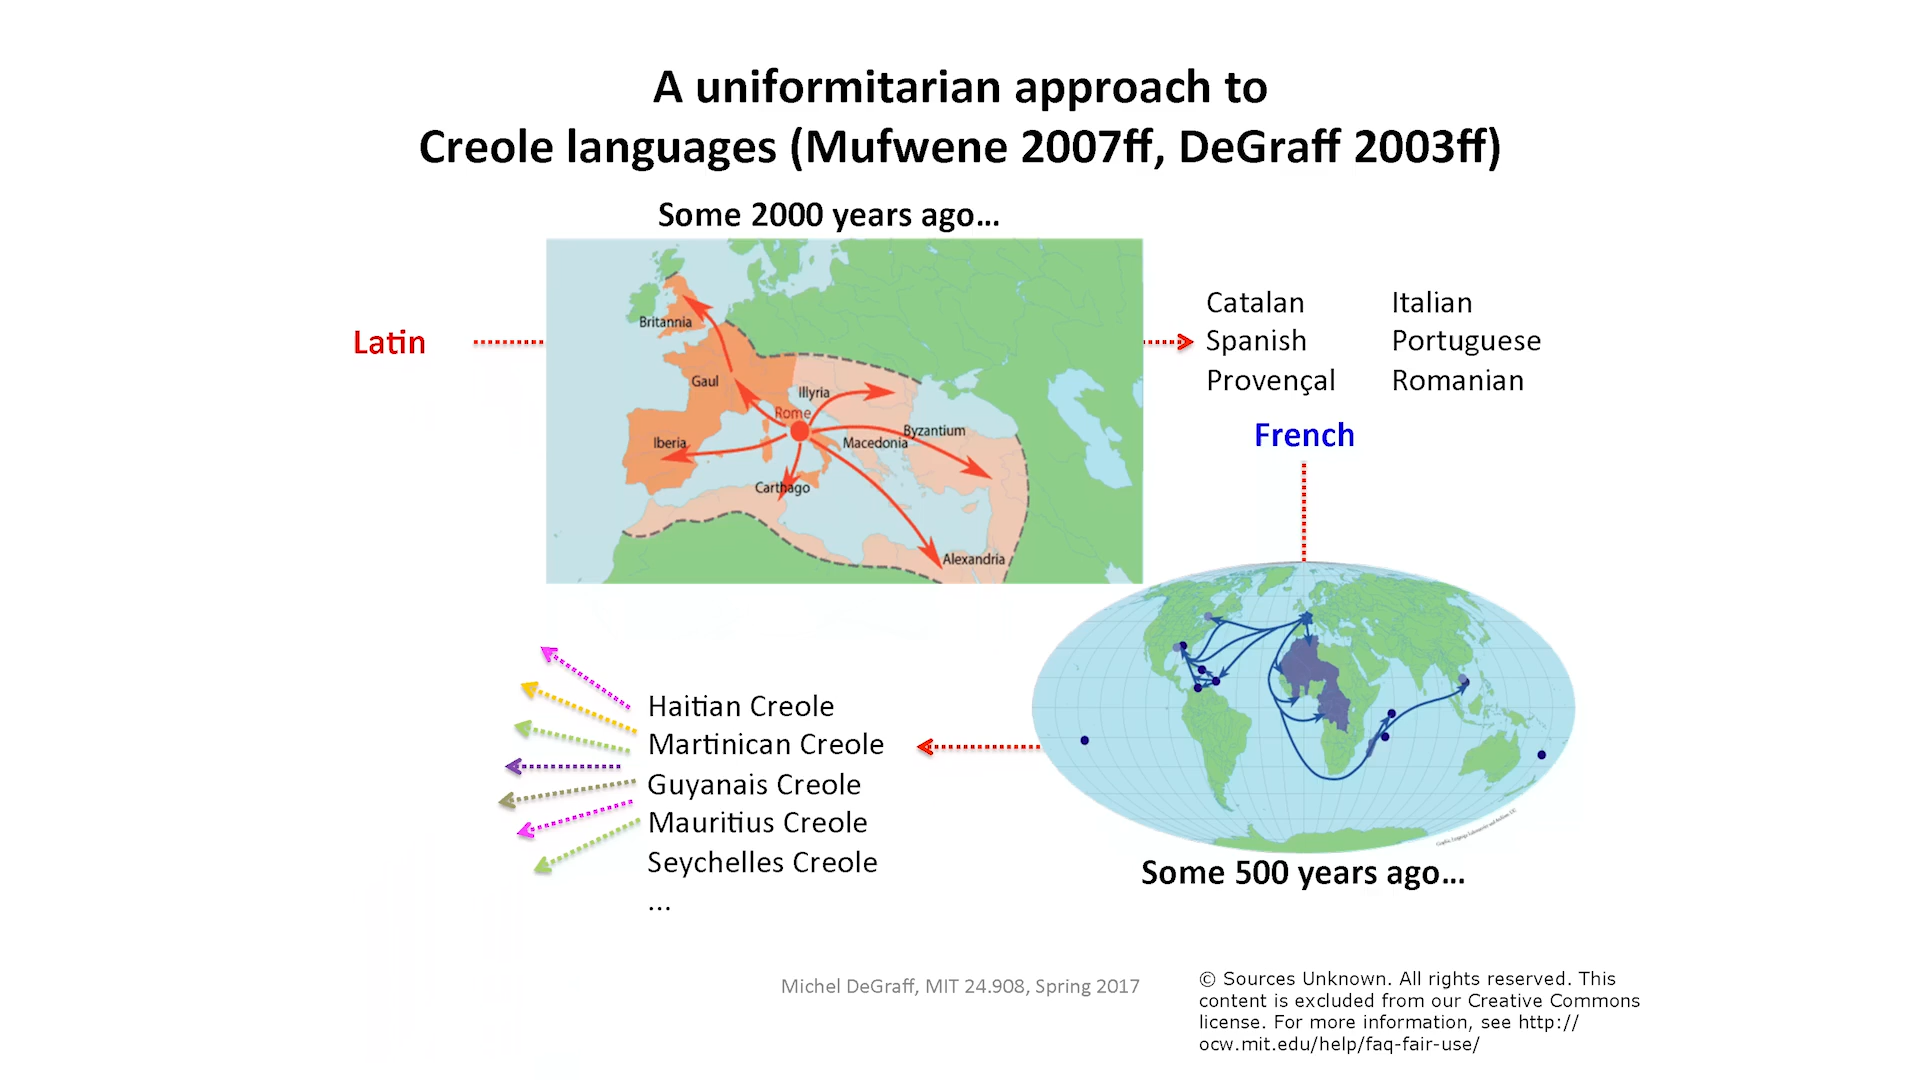 A uniformitarian approach to
Creole languages (Mufwene 2007ff, DeGraff 2003ff)
Some 2000 years ago...
Britannia
Gaul
Illyria
Rome
Iberia
Macedonia
Byzantium
Carthago
Alexandria
Latin
Catalan
Italian
Spanish
Portuguese
Provençal
Romanian
French
Haitian Creole
Martinican Creole
Guyanais Creole
Mauritius Creole
Seychelles Creole
...
Some 500 years ago...
Michel DeGraff, MIT 24.908, Spring 2017
© Sources Unknown. All rights reserved. This
content is excluded from our Creative Commons
license. For more information, see http://
ocw.mit.edu/help/faq-fair-use/